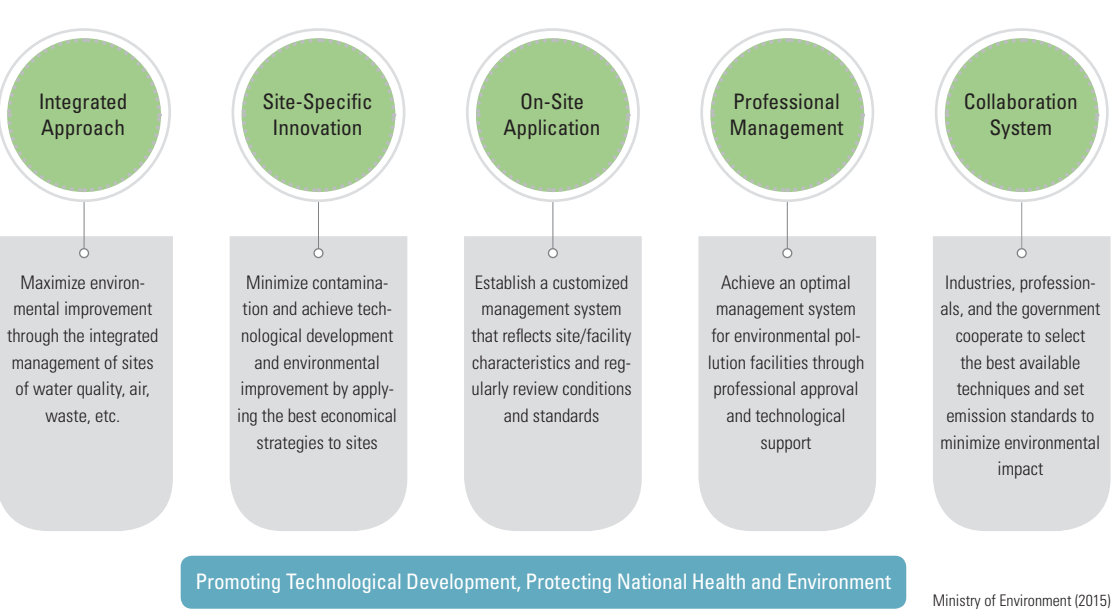 Integrated
Approach
Site-Specific
Innovation
On-Site
Application
Professional
Management
Collaboration
System
Maximize environ-
mental improvement
through the integrated
management of sites
of water quality, air,
waste, etc.
Minimize contamina-
tion and achieve tech-
nological development
and environmental
improvement by apply-
ing the best economical
strategies to sites
Establish a customized
management system
that reflects site/facility
characteristics and reg-
ularly review conditions
and standards
Achieve an optimal
management system
for environmental pol-
lution facilities through
professional approval
and technological
support
Industries, profession-
als, and the government
cooperate to select
the best available
techniques and set
emission standards to
minimize environmental
impact
Promoting Technological Development, Protecting National Health and Environment
Ministry of Environment (2015)